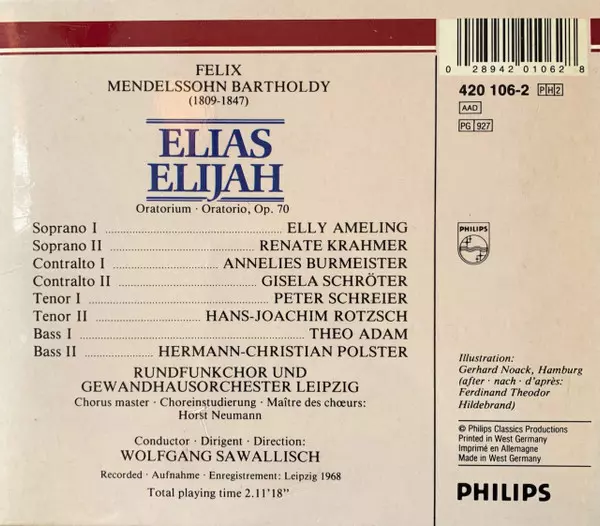 FELIX
MENDELSSOHN BARTHOLDY
(1809-1847)
ELIAS
ELIJAH
Oratorium · Oratorio, Op. 70
Soprano I ELLY AMELING
Soprano II RENATE KRAHMER
Contralto I ANNELIES BURMEISTER
Contralto II GISELA SCHRÖTER
Tenor I PETER SCHREIER
Tenor II HANS-JOACHIM ROTZSCH
Bass I THEO ADAM
Bass II HERMANN-CHRISTIAN POLSTER
RUNDFUNKCHOR UND
GEWANDHAUSORCHESTER LEIPZIG
Chorus master · Choreinstudierung · Maître des chœurs:
Horst Neumann
Conductor · Dirigent · Direction:
WOLFGANG SAWALLISCH
Recorded · Aufnahme · Enregistrement: Leipzig 1968
Total playing time 2.11'18"
0 28942 01062 8
420 106-2 PH2
AAD
PG 927
PHILIPS
Illustration:
Gerhard Noack, Hamburg
(after · nach · d'après:
Ferdinand Theodor
Hildebrand)
© Philips Classics Productions
Printed in West Germany
Imprimé en Allemagne
Made in West Germany
PHILIPS